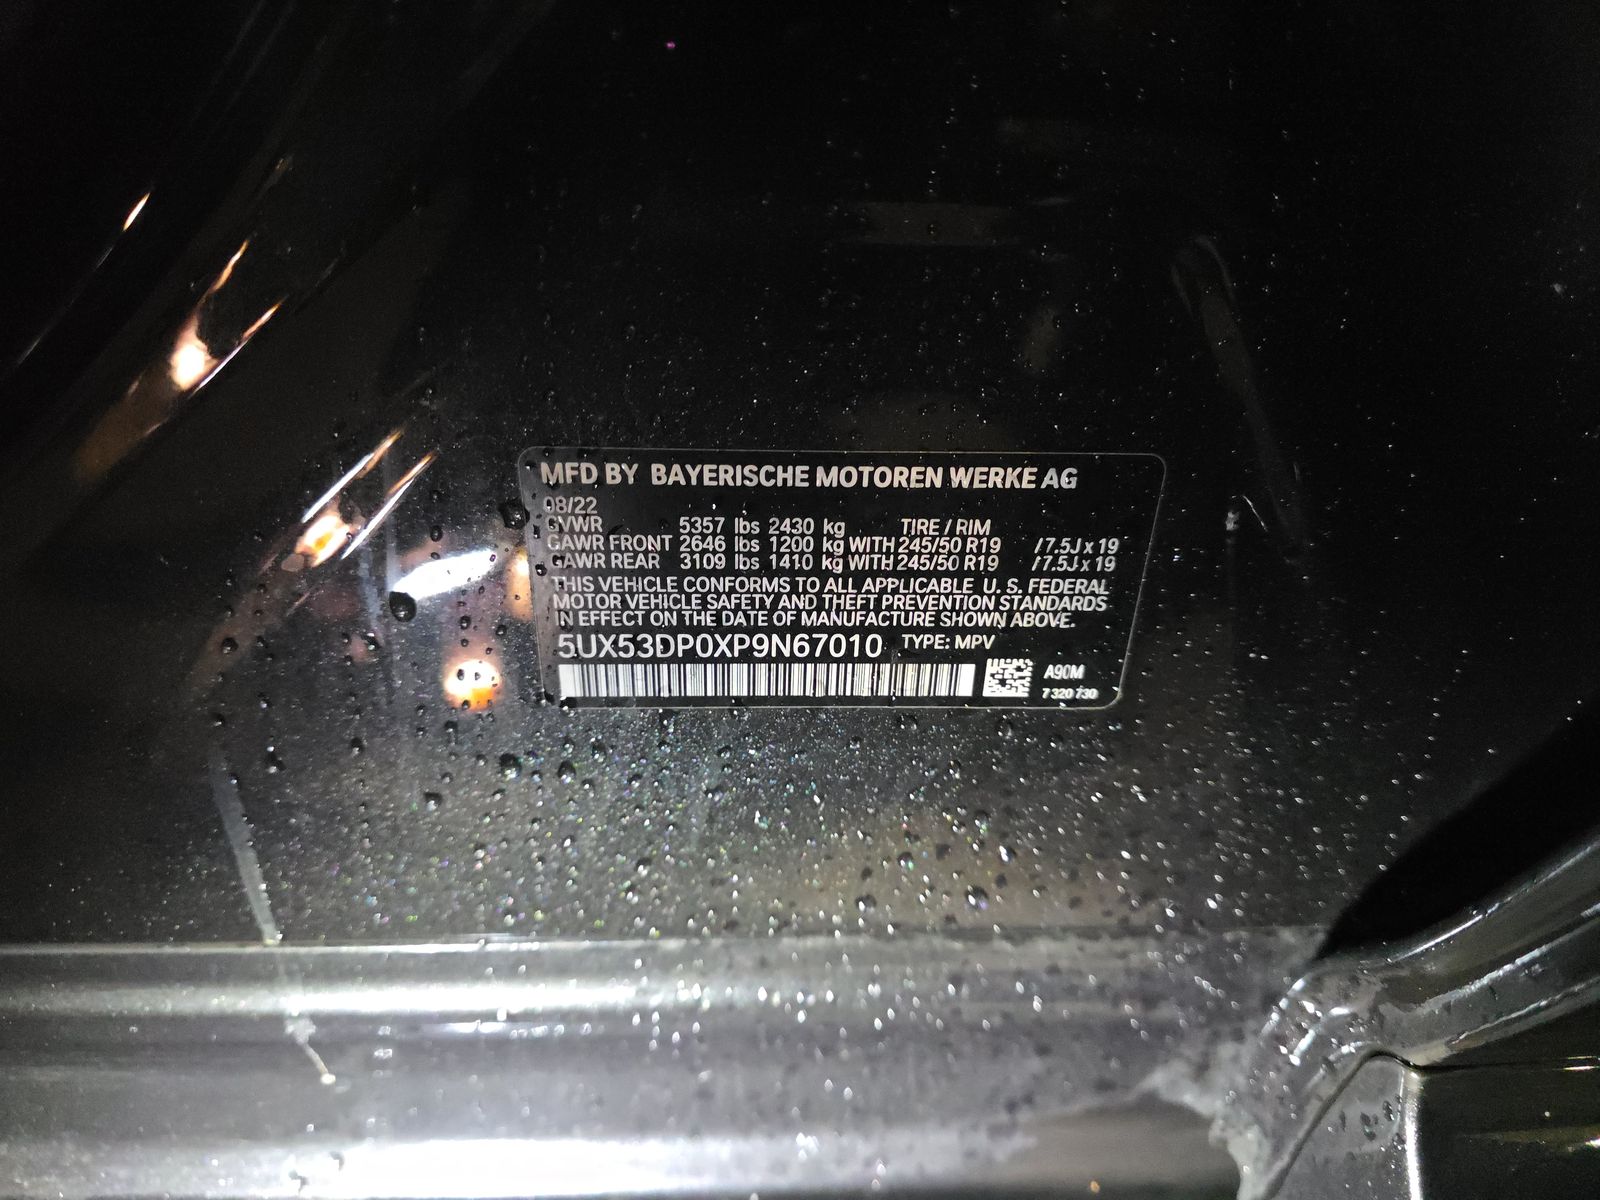 MFD BY BAYERISCHE MOTOREN WERKE AG
08/22
GVWR 5357 lbs 2430 kg TIRE / RIM
GAWR FRONT 2646 lbs 1200 kg WITH 245/50 R19 / 7.5J x 19
GAWR REAR 3109 lbs 1410 kg WITH 245/50 R19 / 7.5J x 19
THIS VEHICLE CONFORMS TO ALL APPLICABLE U. S. FEDERAL
MOTOR VEHICLE SAFETY AND THEFT PREVENTION STANDARDS
IN EFFECT ON THE DATE OF MANUFACTURE SHOWN ABOVE.
5UX53DP0XP9N67010 TYPE: MPV
A90M
7 320 730